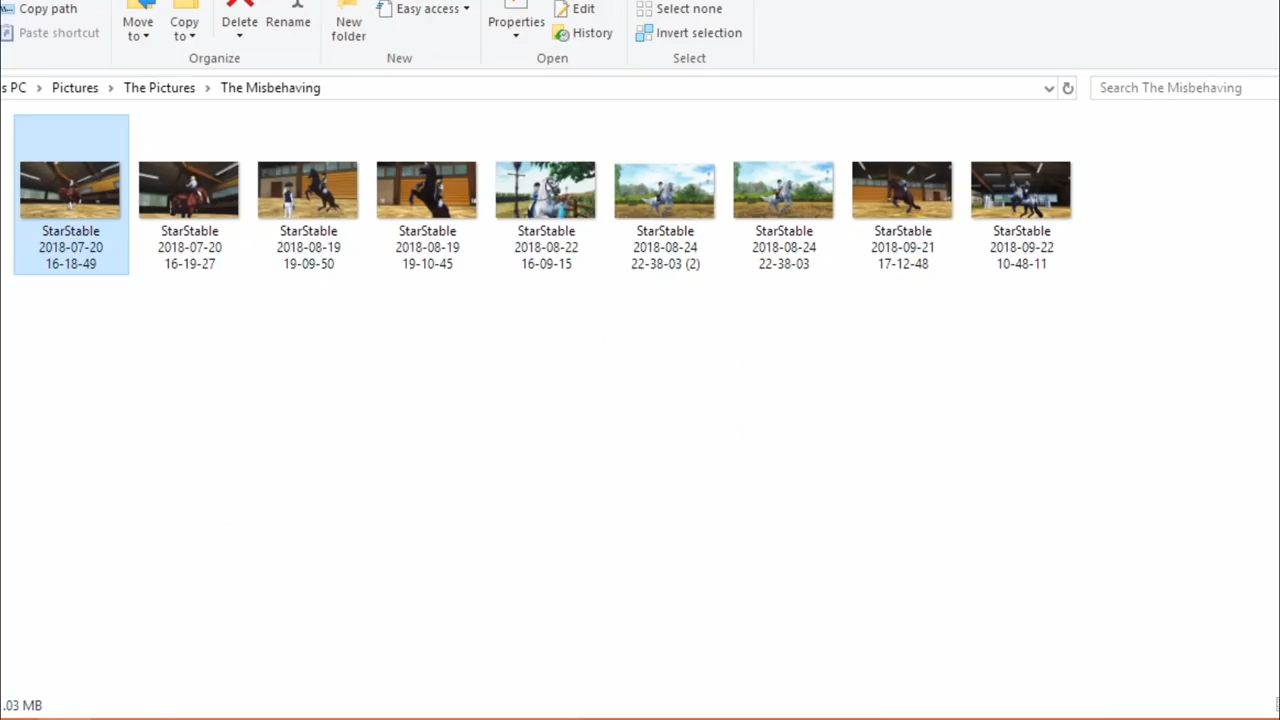 Copy path
Paste shortcut
Move to
Copy to
Delete
Rename
New folder
Easy access
Properties
Edit
History
Select none
Invert selection
Organize
New
Open
Select
s PC > Pictures > The Pictures > The Misbehaving
Search The Misbehaving
StarStable
2018-07-20
16-18-49
StarStable
2018-07-20
16-19-27
StarStable
2018-08-19
19-09-50
StarStable
2018-08-19
19-10-45
StarStable
2018-08-22
16-09-15
StarStable
2018-08-24
22-38-03 (2)
StarStable
2018-08-24
22-38-03
StarStable
2018-09-21
17-12-48
StarStable
2018-09-22
10-48-11
.03 MB